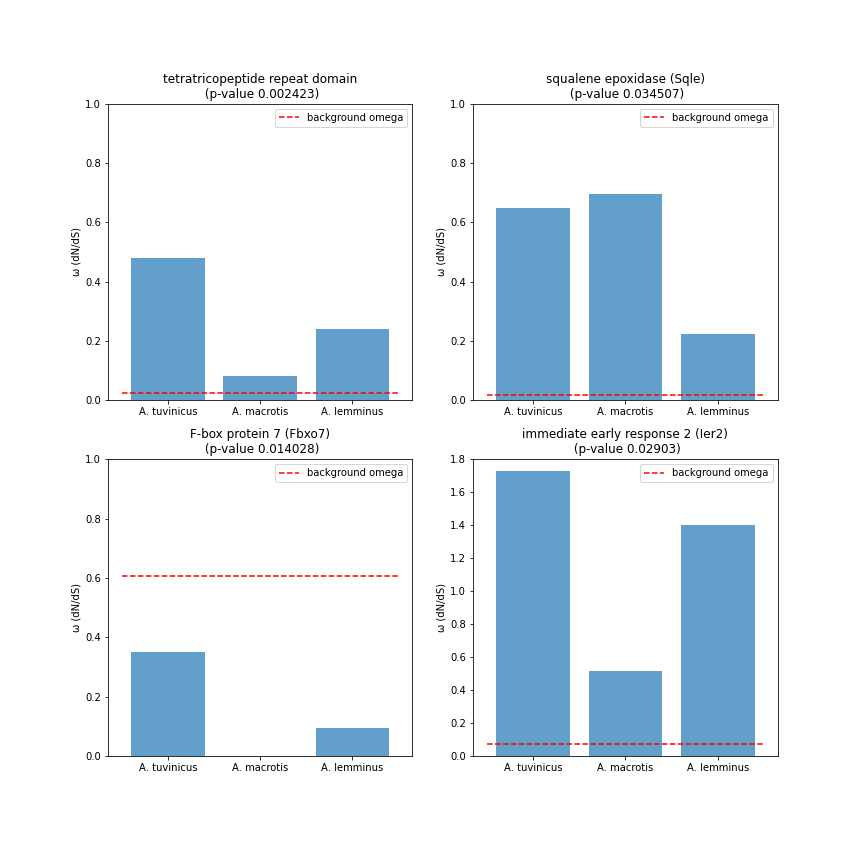 tetratricopeptide repeat domain
(p-value 0.002423)
background omega
ω (dN/dS)
1.0
0.8
0.6
0.4
0.2
0.0
A. tuvinicus
A. macrotis
A. lemminus
squalene epoxidase (Sqle)
(p-value 0.034507)
background omega
ω (dN/dS)
1.0
0.8
0.6
0.4
0.2
0.0
A. tuvinicus
A. macrotis
A. lemminus
F-box protein 7 (Fbxo7)
(p-value 0.014028)
background omega
ω (dN/dS)
1.0
0.8
0.6
0.4
0.2
0.0
A. tuvinicus
A. macrotis
A. lemminus
immediate early response 2 (Ier2)
(p-value 0.02903)
background omega
ω (dN/dS)
1.8
1.6
1.4
1.2
1.0
0.8
0.6
0.4
0.2
0.0
A. tuvinicus
A. macrotis
A. lemminus